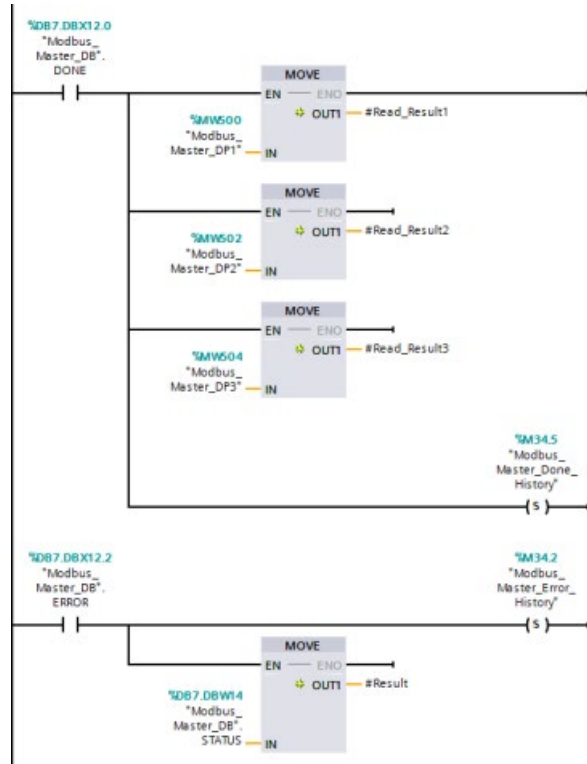 %DB7.DBX12.0
"Modbus_
Master_DB".
DONE
MOVE
EN
ENO
%MW500
"Modbus_
Master_DP1"
IN
OUT1
#Read_Result1
MOVE
EN
ENO
%MW502
"Modbus_
Master_DP2"
IN
OUT1
#Read_Result2
MOVE
EN
ENO
%MW504
"Modbus_
Master_DP3"
IN
OUT1
#Read_Result3
%M34.5
"Modbus_
Master_Done_
History"
S
%DB7.DBX12.2
"Modbus_
Master_DB".
ERROR
%M34.2
"Modbus_
Master_Error_
History"
S
MOVE
EN
ENO
%DB7.DBW14
"Modbus_
Master_DB".
STATUS
IN
OUT1
#Result